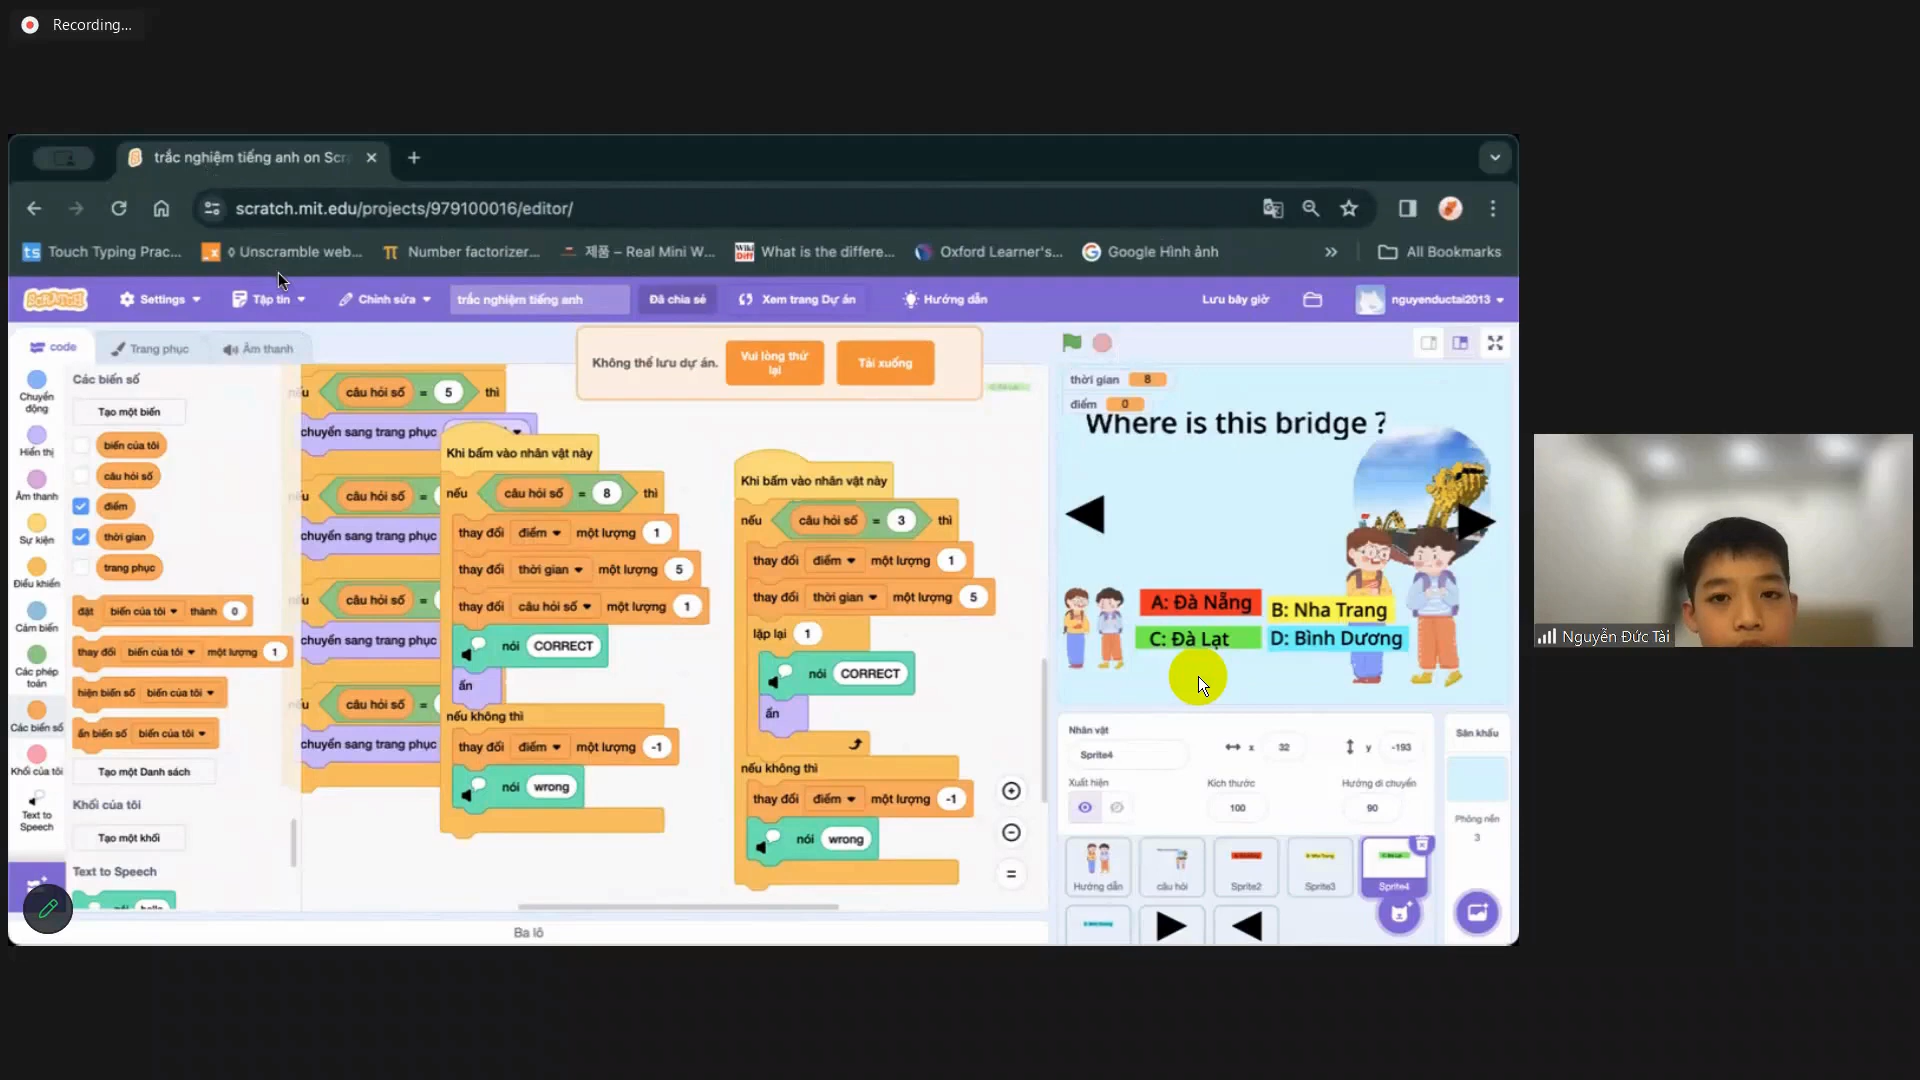 Recording...
trắc nghiệm tiếng anh on Scr
scratch.mit.edu/projects/979100016/editor/
Touch Typing Prac...
◊ Unscramble web...
Number factorizer...
제품 – Real Mini W...
What is the differe...
Oxford Learner's...
Google Hình ảnh
»
All Bookmarks
SCRATCH
Settings
Tập tin
Chỉnh sửa
trắc nghiệm tiếng anh
Đã chia sẻ
Xem trang Dự án
Hướng dẫn
Lưu bây giờ
nguyenductai2013
code
Trang phục
Âm thanh
Không thể lưu dự án.
Vui lòng thử
lại
Tải xuống
Chuyển
động
Hiển thị
Âm thanh
Sự kiện
Điều khiển
Cảm biến
Các phép
toán
Các biến số
Khối của tôi
Text to
Speech
Các biến số
Tạo một biến
biến của tôi
câu hỏi số
điểm
thời gian
trang phục
đặt biến của tôi thành 0
thay đổi biến của tôi một lượng 1
hiện biến số biến của tôi
ẩn biến số biến của tôi
Tạo một Danh sách
Khối của tôi
Tạo một khối
Text to Speech
câu hỏi số = 5 thì
chuyển sang trang phục
câu hỏi số =
chuyển sang trang phục
câu hỏi số =
chuyển sang trang phục
câu hỏi số =
chuyển sang trang phục
Khi bấm vào nhân vật này
nếu câu hỏi số = 8 thì
thay đổi điểm một lượng 1
thay đổi thời gian một lượng 5
thay đổi câu hỏi số một lượng 1
nói CORRECT
ẩn
nếu không thì
thay đổi điểm một lượng -1
nói wrong
Khi bấm vào nhân vật này
nếu câu hỏi số = 3 thì
thay đổi điểm một lượng 1
thay đổi thời gian một lượng 5
lặp lại 1
nói CORRECT
ẩn
nếu không thì
thay đổi điểm một lượng -1
nói wrong
Ba lô
thời gian 8
điểm 0
Where is this bridge ?
A: Đà Nẵng
B: Nha Trang
C: Đà Lạt
D: Bình Dương
Nhân vật
Sprite4
x 32
y -193
Xuất hiện
Kích thước
100
Hướng di chuyển
90
Hướng dẫn
câu hỏi
Sprite2
Sprite3
Sprite4
Sân khấu
Phông nền
3
Nguyễn Đức Tài